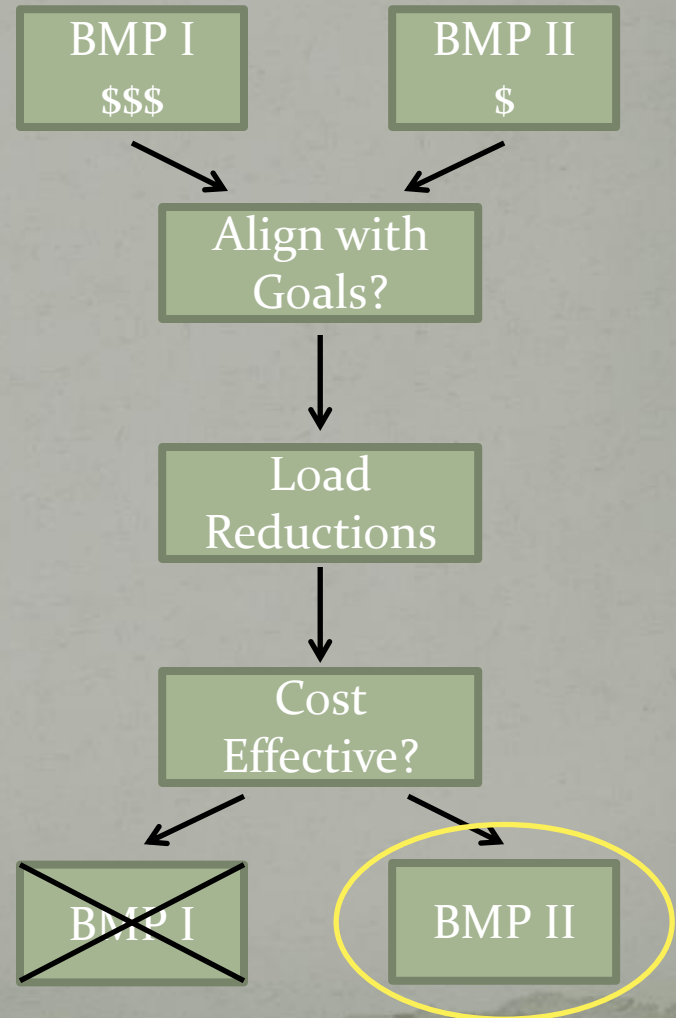 BMP I
$$$
BMP II
$
Align with
Goals?
Load
Reductions
Cost
Effective?
BMP I
BMP II